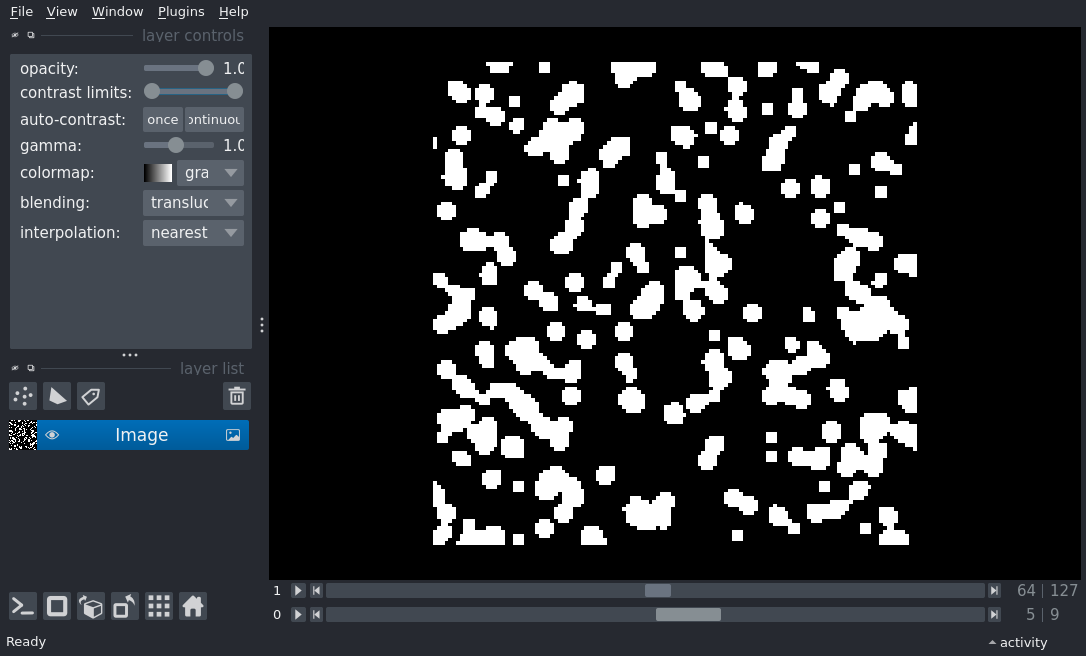 File View Window Plugins Help
layer controls
opacity: 1.0
contrast limits:
auto-contrast: once ontinuou
gamma: 1.0
colormap: gra
blending: transluc
interpolation: nearest
layer list
Image
1 64 127
0 5 9
Ready activity